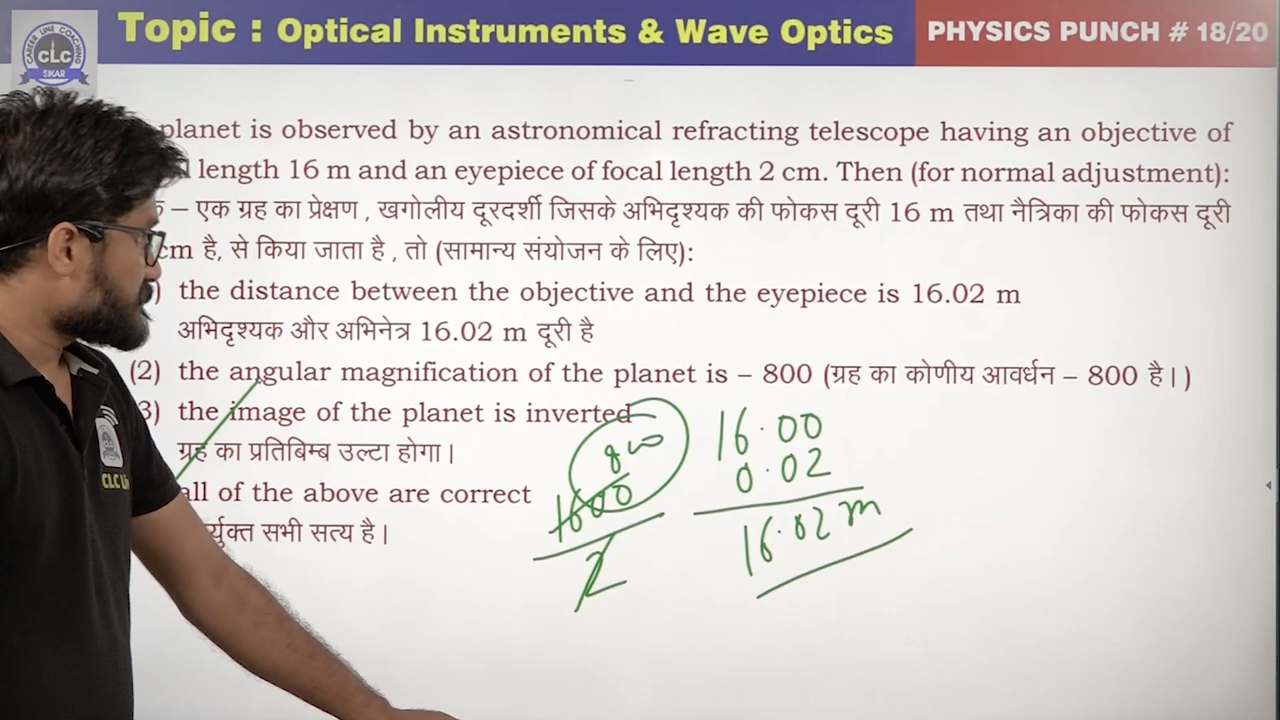 Topic : Optical Instruments & Wave Optics
PHYSICS PUNCH # 18/20
CAREER LINE COACHING
CLC
SIKAR
planet is observed by an astronomical refracting telescope having an objective of
length 16 m and an eyepiece of focal length 2 cm. Then (for normal adjustment):
– एक ग्रह का प्रेक्षण , खगोलीय दूरदर्शी जिसके अभिदृश्यक की फोकस दूरी 16 m तथा नैत्रिका की फोकस दूरी
cm है, से किया जाता है , तो (सामान्य संयोजन के लिए):
) the distance between the objective and the eyepiece is 16.02 m
अभिदृश्यक और अभिनेत्र 16.02 m दूरी है
(2) the angular magnification of the planet is – 800 (ग्रह का कोणीय आवर्धन – 800 है।)
3) the image of the planet is inverted
ग्रह का प्रतिबिम्ब उल्टा होगा।
all of the above are correct
सभी सत्य है।
800
1600
2
16.00
0.02
16.02 m
CLC